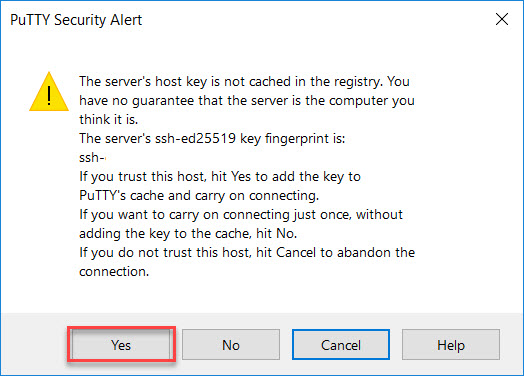 PuTTY Security Alert
The server's host key is not cached in the registry. You
have no guarantee that the server is the computer you
think it is.
The server's ssh-ed25519 key fingerprint is:
ssh-
If you trust this host, hit Yes to add the key to
PuTTY's cache and carry on connecting.
If you want to carry on connecting just once, without
adding the key to the cache, hit No.
If you do not trust this host, hit Cancel to abandon the
connection.
Yes No Cancel Help